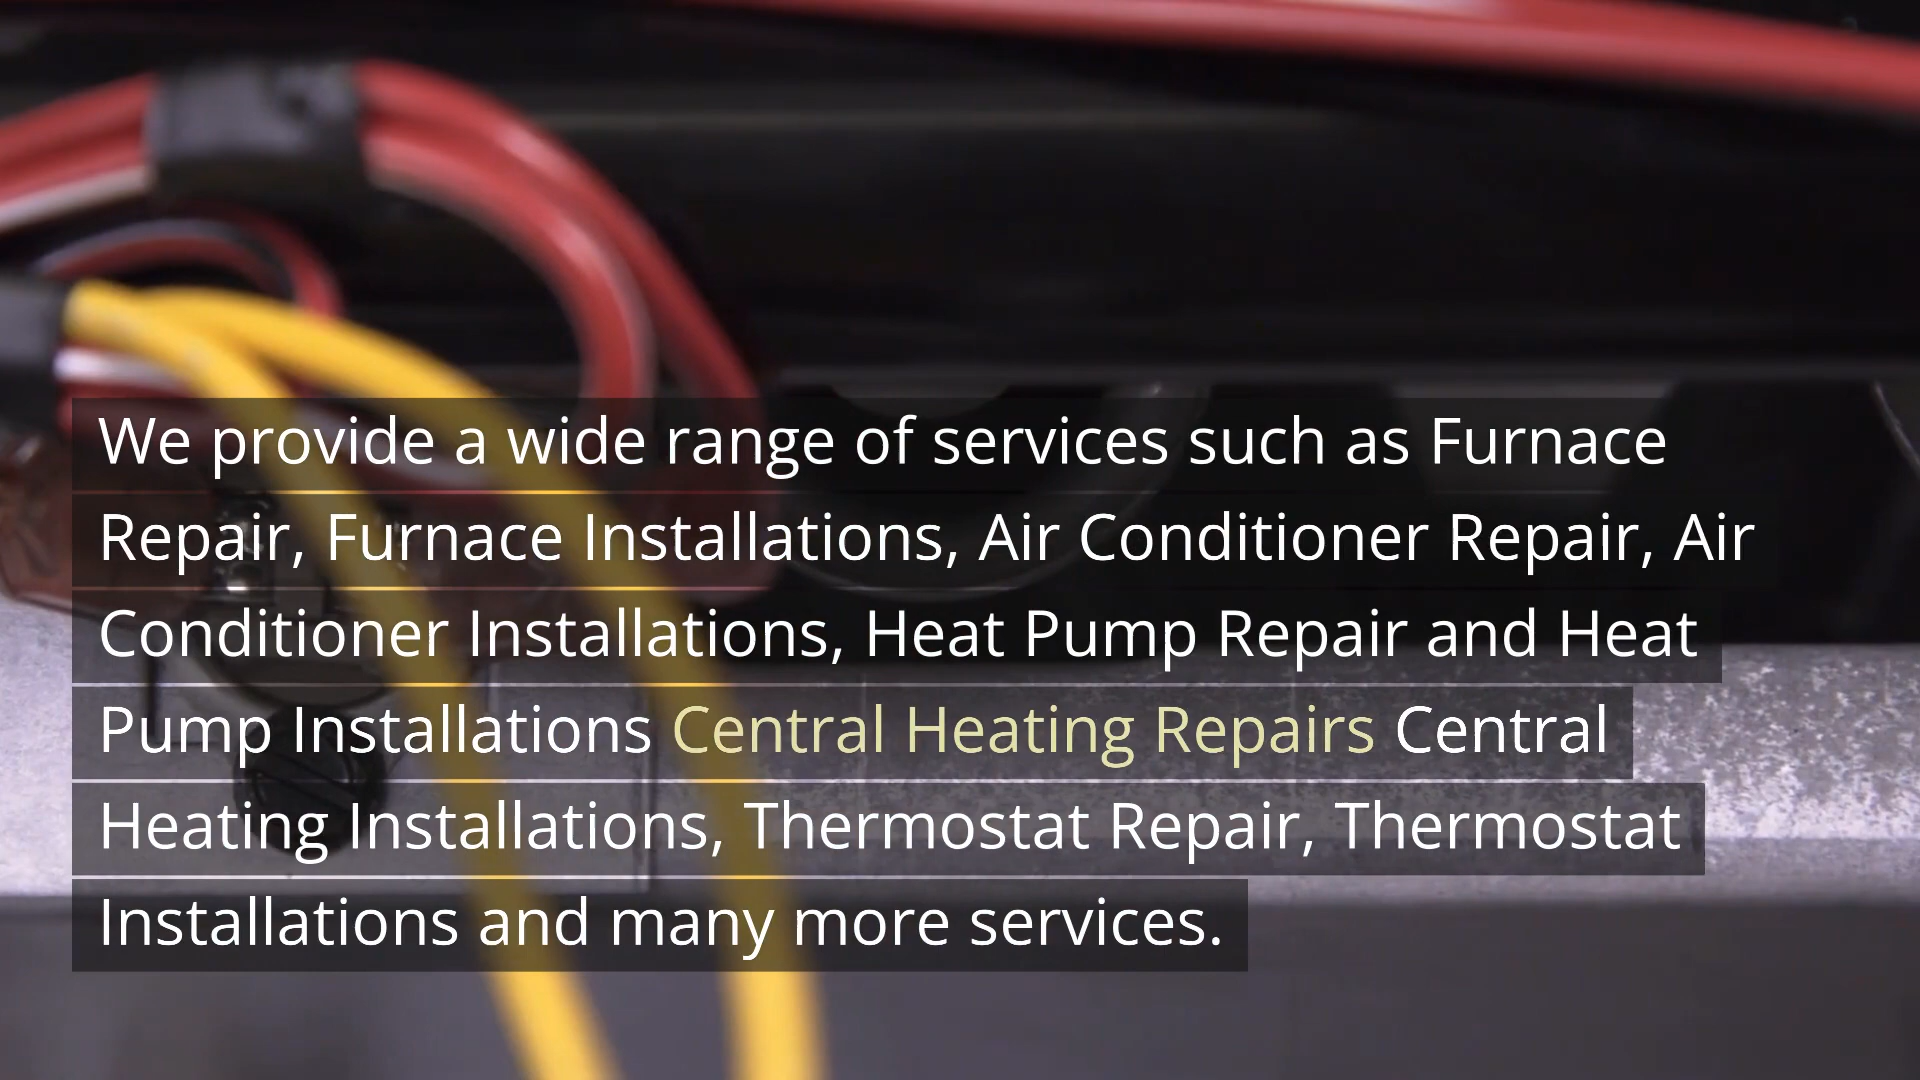 We provide a wide range of services such as Furnace
Repair, Furnace Installations, Air Conditioner Repair, Air
Conditioner Installations, Heat Pump Repair and Heat
Pump Installations Central Heating Repairs Central
Heating Installations, Thermostat Repair, Thermostat
Installations and many more services.